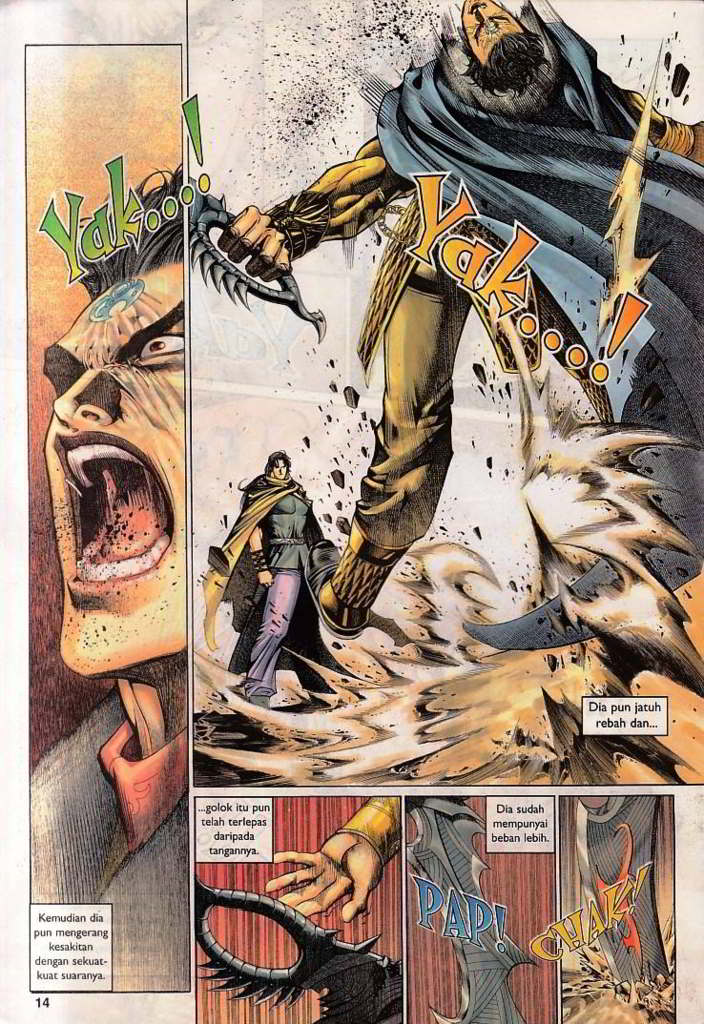 Yak....!
Yak....!
Dia pun jatuh
rebah dan...
...golok itu pun
telah terlepas
daripada
tangannya.
Dia sudah
mempunyai
beban lebih.
PAP!
CHAK!
Kemudian dia
pun mengerang
kesakitan
dengan sekuat-
kuat suaranya.
14